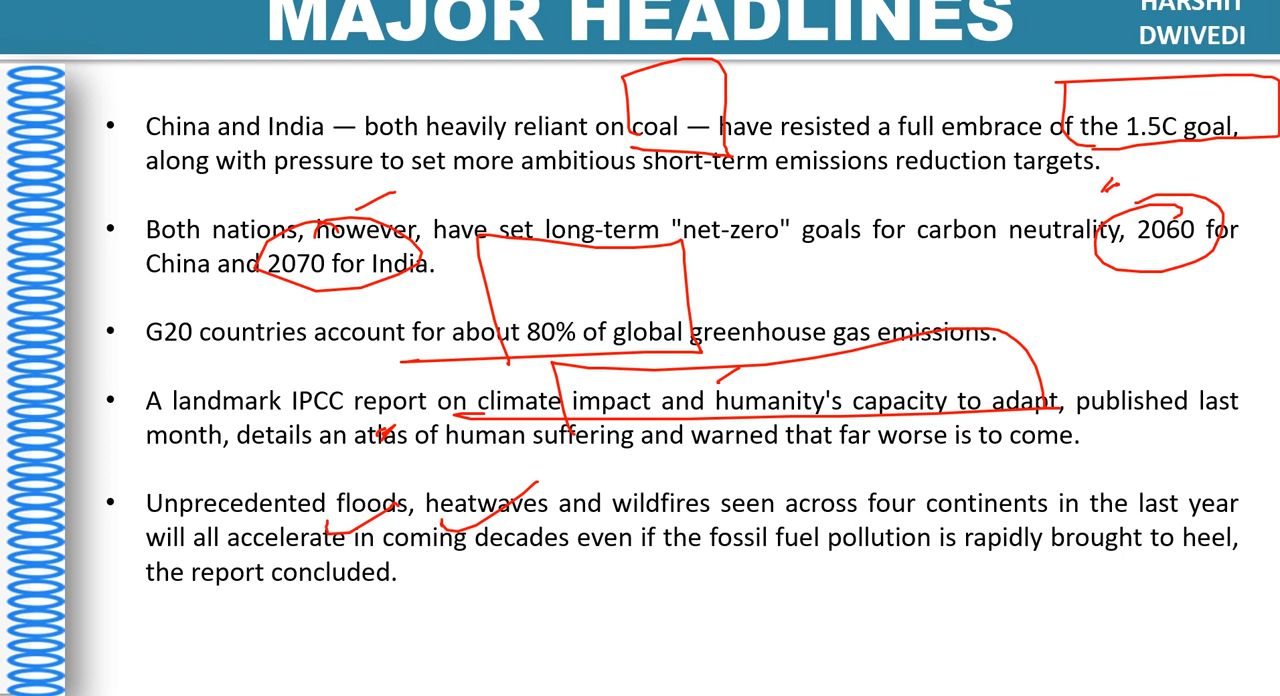 MAJOR HEADLINES
HARSHIT
DWIVEDI
• China and India — both heavily reliant on coal — have resisted a full embrace of the 1.5C goal,
along with pressure to set more ambitious short-term emissions reduction targets.
• Both nations, however, have set long-term "net-zero" goals for carbon neutrality, 2060 for
China and 2070 for India.
• G20 countries account for about 80% of global greenhouse gas emissions.
• A landmark IPCC report on climate impact and humanity's capacity to adapt, published last
month, details an atlas of human suffering and warned that far worse is to come.
• Unprecedented floods, heatwaves and wildfires seen across four continents in the last year
will all accelerate in coming decades even if the fossil fuel pollution is rapidly brought to heel,
the report concluded.